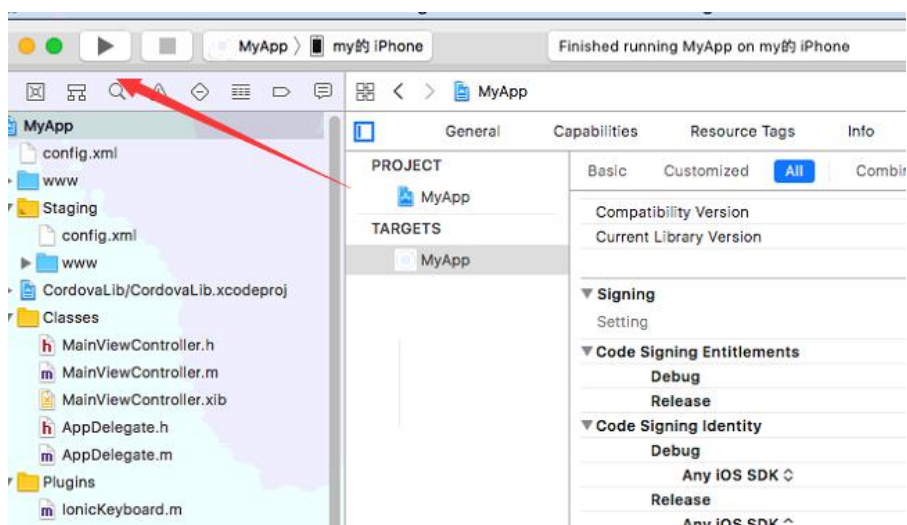 MyApp 〉 my的 iPhone
Finished running MyApp on my的 iPhone
MyApp
MyApp
config.xml
www
Staging
config.xml
www
CordovaLib/CordovaLib.xcodeproj
Classes
MainViewController.h
MainViewController.m
MainViewController.xib
AppDelegate.h
AppDelegate.m
Plugins
IonicKeyboard.m
General Capabilities Resource Tags Info
PROJECT
MyApp
TARGETS
MyApp
Basic Customized All
Compatibility Version
Current Library Version
Signing
Setting
Code Signing Entitlements
Debug
Release
Code Signing Identity
Debug
Any iOS SDK
Release
Any iOS SDK